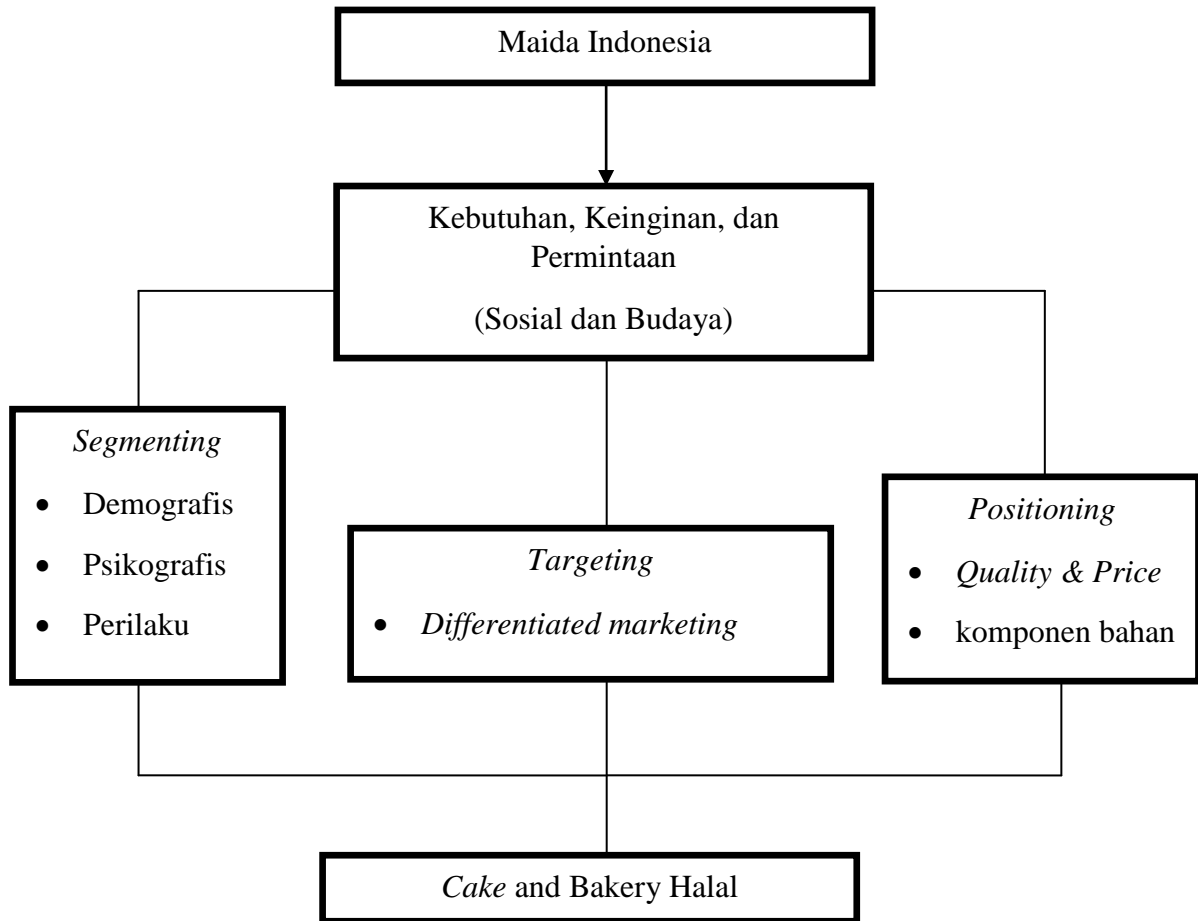 Maida Indonesia
Kebutuhan, Keinginan, dan
Permintaan
(Sosial dan Budaya)
Segmenting
• Demografis
• Psikografis
• Perilaku
Targeting
• Differentiated marketing
Positioning
• Quality & Price
• komponen bahan
Cake and Bakery Halal